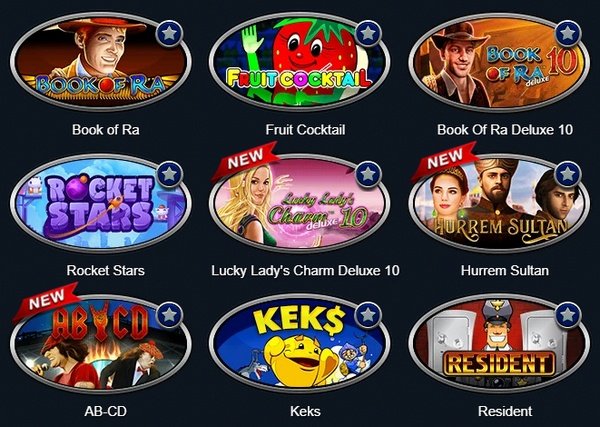 BOOK OF RA
Book of Ra
FRUIT COCKTAIL
Fruit Cocktail
BOOK
OF RA 10
deluxe
Book Of Ra Deluxe 10
ROCKET
STARS
Rocket Stars
NEW
Lucky Lady's
Charm
deluxe 10
Lucky Lady's Charm Deluxe 10
NEW
HURREM SULTAN
Hurrem Sultan
NEW
AB CD
AB-CD
KEK$
Keks
RESIDENT
Resident